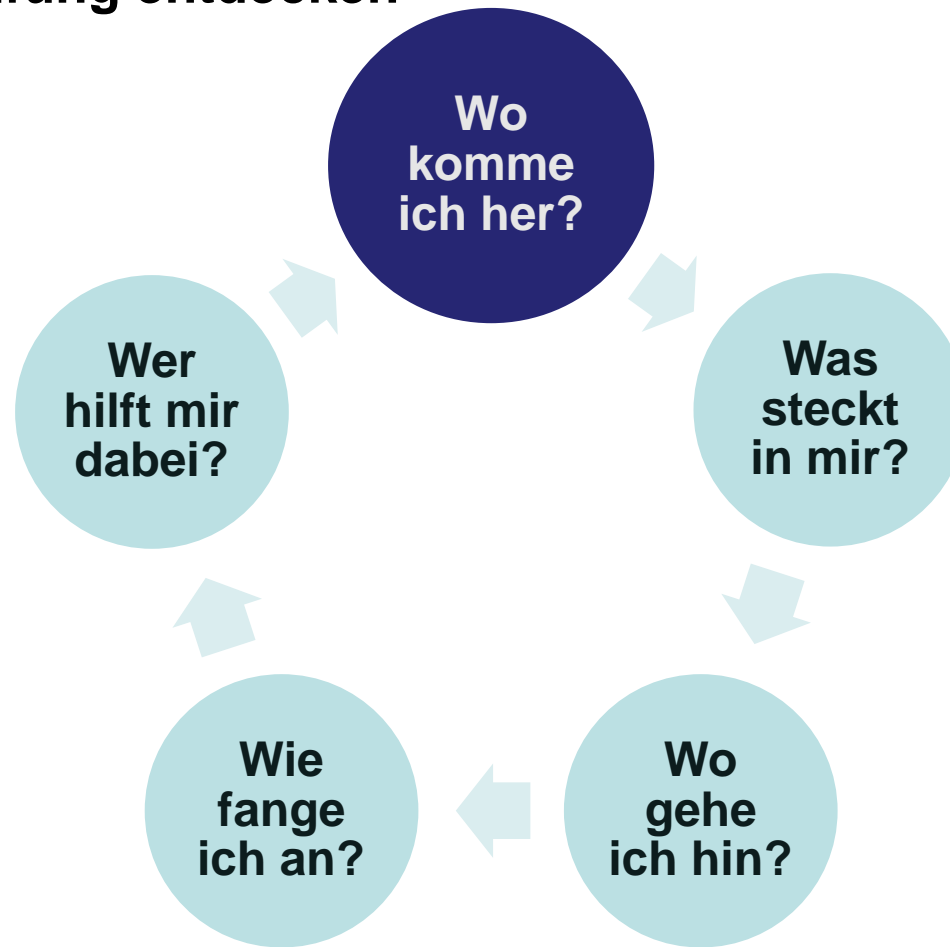 entdecken
Wo
komme
ich her?
Was
steckt
in mir?
Wo
gehe
ich hin?
Wie
fange
ich an?
Wer
hilft mir
dabei?